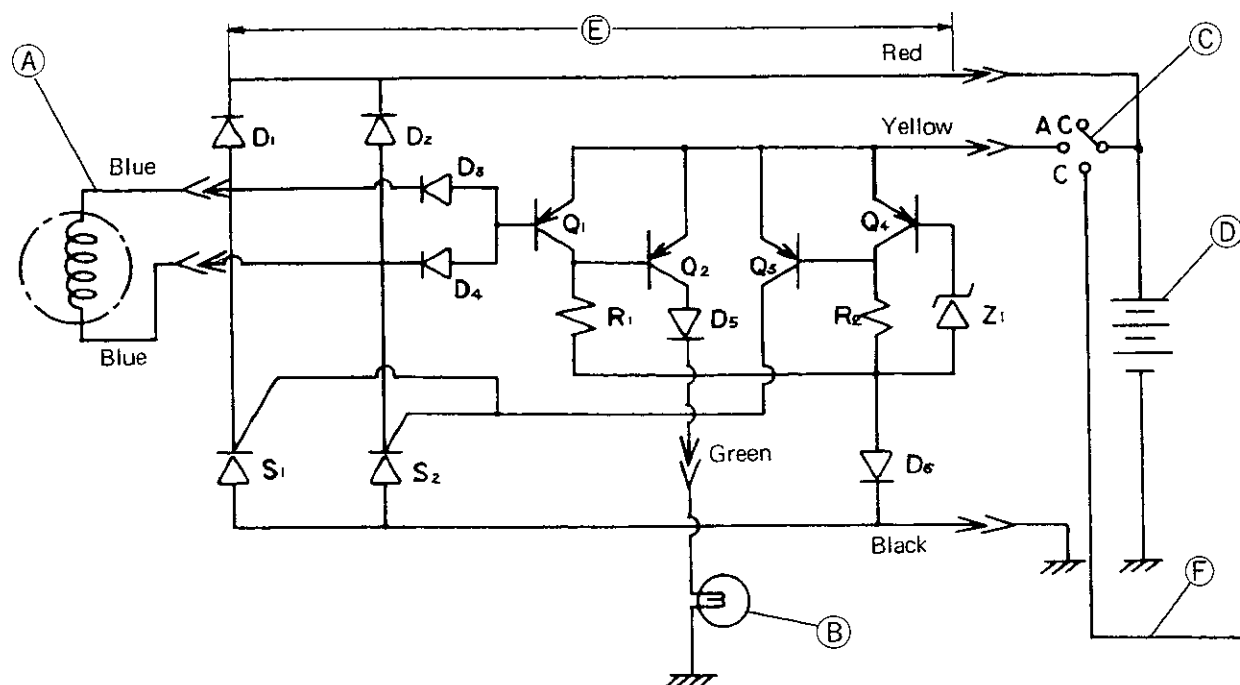 E
A
Red
C
D1
D2
Yellow
A C
C
Blue
D3
Q1
Q4
D
D4
Q2
Q3
R1
D5
R2
Z1
Blue
Green
S1
S2
D6
Black
F
B